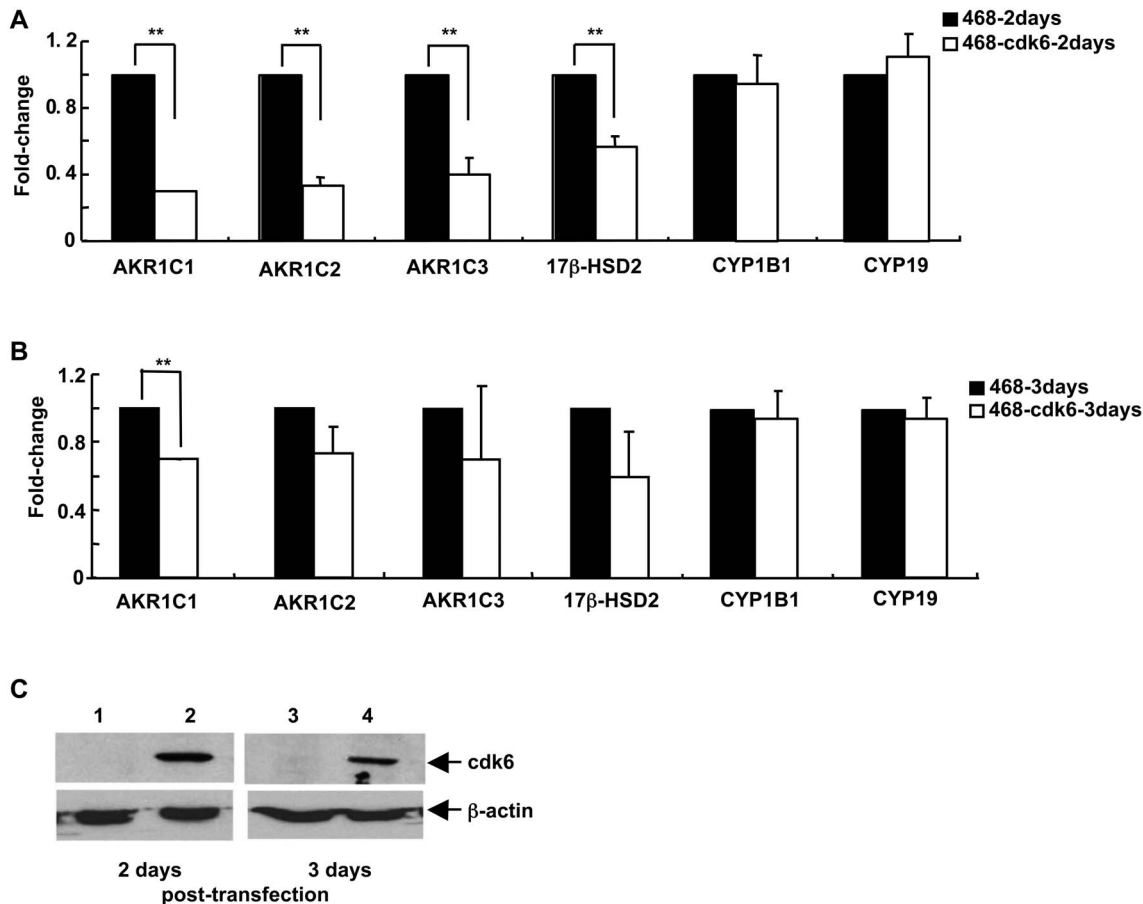 A
468-2days
468-cdk6-2days
Fold-change
1.2
0.8
0.4
0
**
**
**
**
AKR1C1 AKR1C2 AKR1C3 17β-HSD2 CYP1B1 CYP19
B
468-3days
468-cdk6-3days
Fold-change
1.2
0.8
0.4
0
**
AKR1C1 AKR1C2 AKR1C3 17β-HSD2 CYP1B1 CYP19
C
1 2 3 4
cdk6
β-actin
2 days 3 days
post-transfection